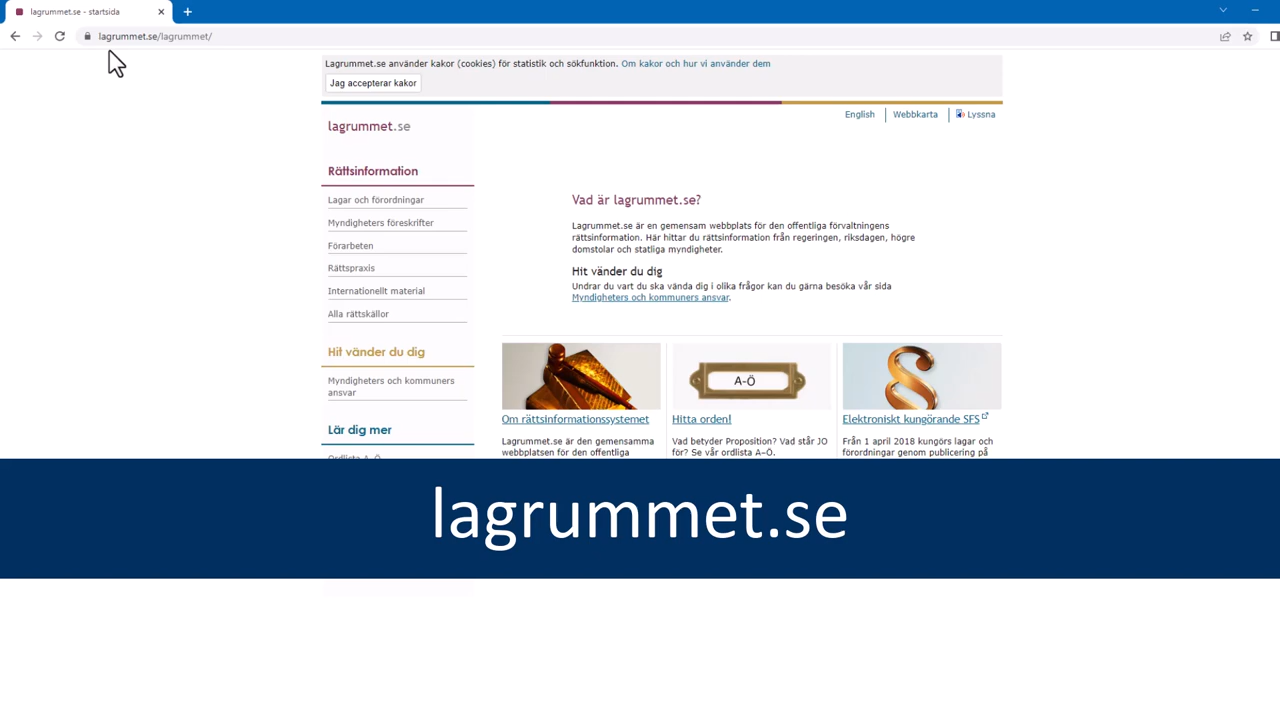 lagrummet.se - startsida
lagrummet.se/lagrummet/
Lagrummet.se använder kakor (cookies) för statistik och sökfunktion. Om kakor och hur vi använder dem
Jag accepterar kakor
English Webbkarta Lyssna
lagrummet.se
Rättsinformation
Lagar och förordningar
Myndigheters föreskrifter
Förarbeten
Rättspraxis
Internationellt material
Alla rättskällor
Hit vänder du dig
Myndigheters och kommuners
ansvar
Lär dig mer
Ordlista A-Ö
Vad är lagrummet.se?
Lagrummet.se är en gemensam webbplats för den offentliga förvaltningens
rättsinformation. Här hittar du rättsinformation från regeringen, riksdagen, högre
domstolar och statliga myndigheter.
Hit vänder du dig
Undrar du vart du ska vända dig i olika frågor kan du gärna besöka vår sida
Myndigheters och kommuners ansvar.
Om rättsinformationssystemet
Lagrummet.se är den gemensamma
webbplatsen för den offentliga
A-Ö
Hitta orden!
Vad betyder Proposition? Vad står JO
för? Se vår ordlista A–Ö.
§
Elektroniskt kungörande SFS
Från 1 april 2018 kungörs lagar och
förordningar genom publicering på
lagrummet.se